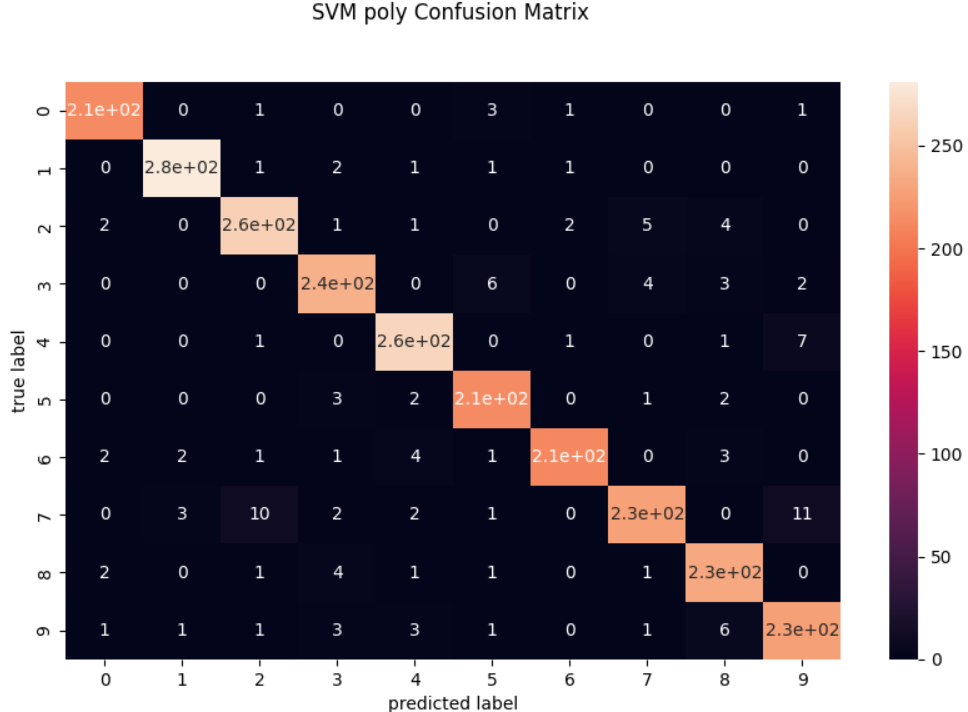 SVM poly Confusion Matrix
0 2.1e+02 0 1 0 0 3 1 0 0 1
1 0 2.8e+02 1 2 1 1 1 0 0 0
2 2 0 2.6e+02 1 1 0 2 5 4 0
3 0 0 0 2.4e+02 0 6 0 4 3 2
4 0 0 1 0 2.6e+02 0 1 0 1 7
5 0 0 0 3 2 2.1e+02 0 1 2 0
6 2 2 1 1 4 1 2.1e+02 0 3 0
7 0 3 10 2 2 1 0 2.3e+02 0 11
8 2 0 1 4 1 1 0 1 2.3e+02 0
9 1 1 1 3 3 1 0 1 6 2.3e+02
0 1 2 3 4 5 6 7 8 9
predicted label
true label
250
200
150
100
50
0